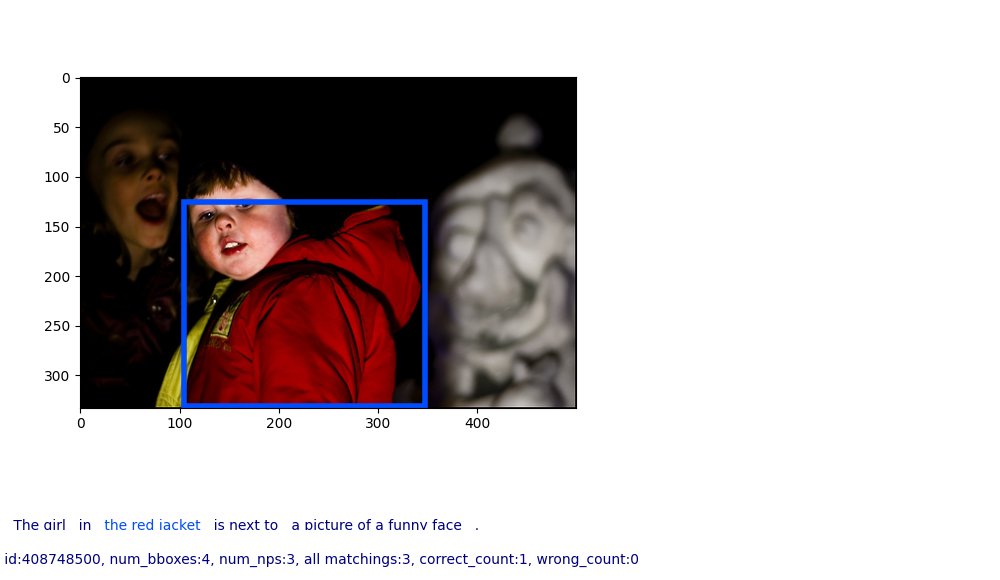 0
50
100
150
200
250
300
0 100 200 300 400
The girl in the red jacket is next to a picture of a funny face .
id:408748500, num_bboxes:4, num_nps:3, all matchings:3, correct_count:1, wrong_count:0